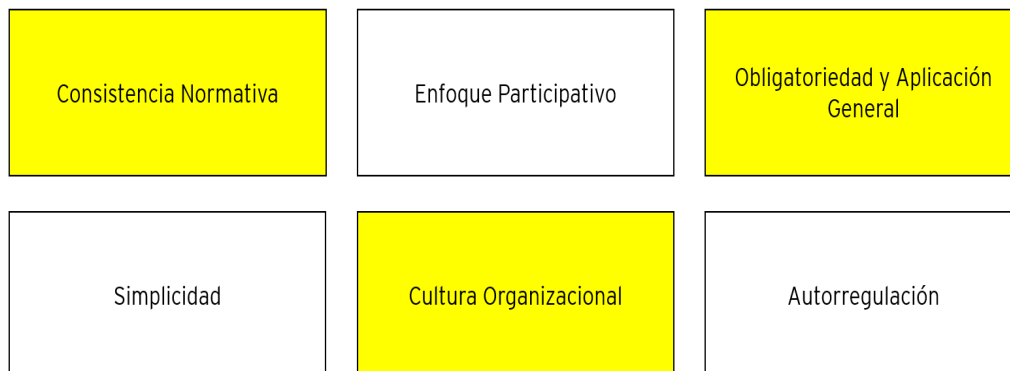 Consistencia Normativa
Enfoque Participativo
Obligatoriedad y Aplicación
General
Simplicidad
Cultura Organizacional
Autorregulación